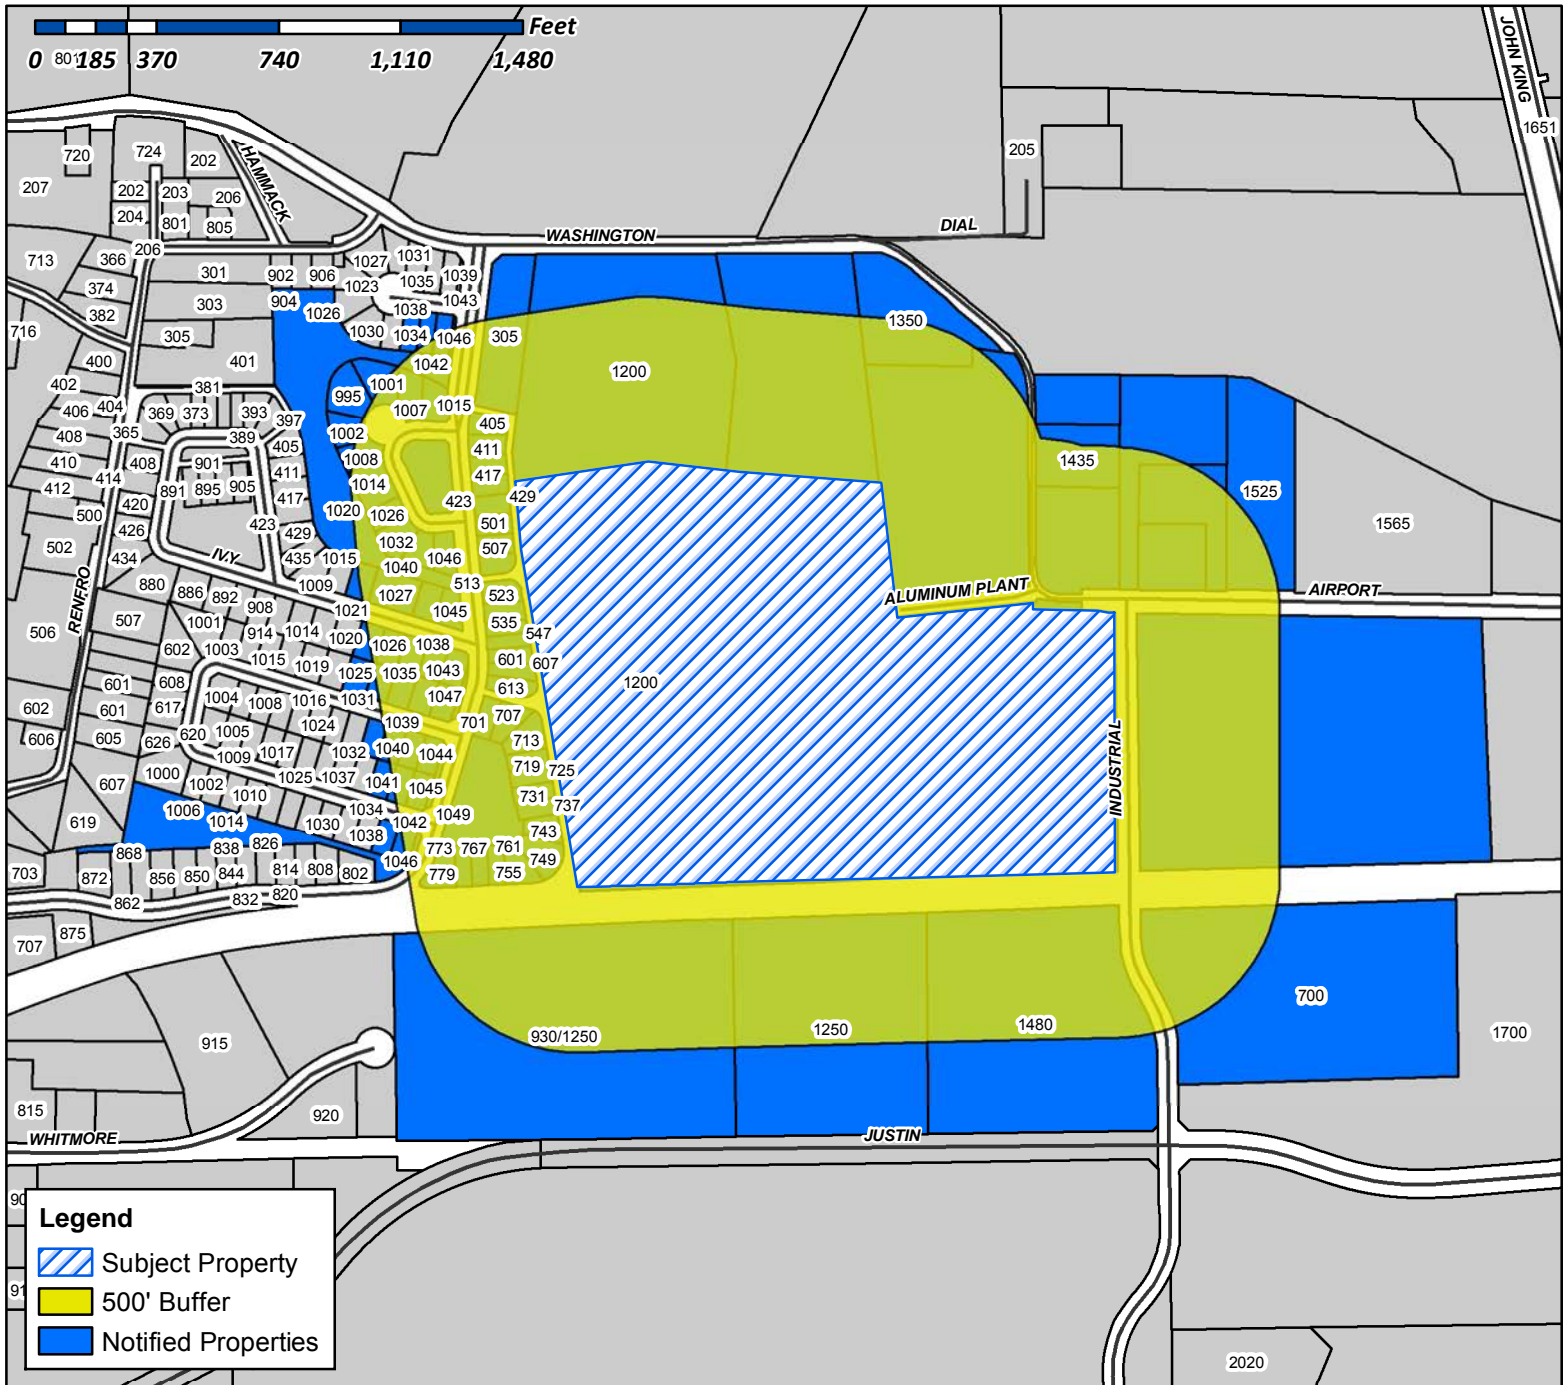 Feet
0 801 185 370 740 1,110 1,480
JOHN KING
1651
720 724 202
205
HAMMACK
207 202 203 206
204 801 805
WASHINGTON DIAL
206
713 366 1027 1031
301 902 906 1035 1039
374 1023
303 904 1043
382 1026 1038
1350
716 305 1030 1034 1046 305
400 401 1042
1200
402 381 1001
995
406 404 369 373 393 1007 1015
397 405
408 365 389 1002
405 411
410 408 901 1008 1435
411 417
412 414 891 895 905 1014
417 429 1525
420 423 1020
500 1026 501 1565
426 423 429
502 1032 507
434 IVY 435 1015 1046
1040
880 1009 513
886 892 1027 523 ALUMINUM PLANT AIRPORT
RENFRO
908 1021 1045
507 1001 535
506 914 1014 1020 547
602 1003 1026 1038
1015 1019 601 607
601 608 1025 1035 1043
1200
602 601 617 1004 1008 1016 1031 1047 613
1024 1039 701 707
606 605 626 620 1005 713
1009 1017 1032 1040 1044
INDUSTRIAL
1000 719 725
607 1002 1025 1037 1041 1045
1010 731 737
1006 1014 1034 1049
619 1030 1042 743
868 838 826 1038 773 767 761
703 872 856 850 844 814 808 802 1046 779 755 749
862 832 820
707 875
700
915 930/1250 1250 1480 1700
815 920
WHITMORE JUSTIN
Legend
Subject Property
500' Buffer
Notified Properties
2020